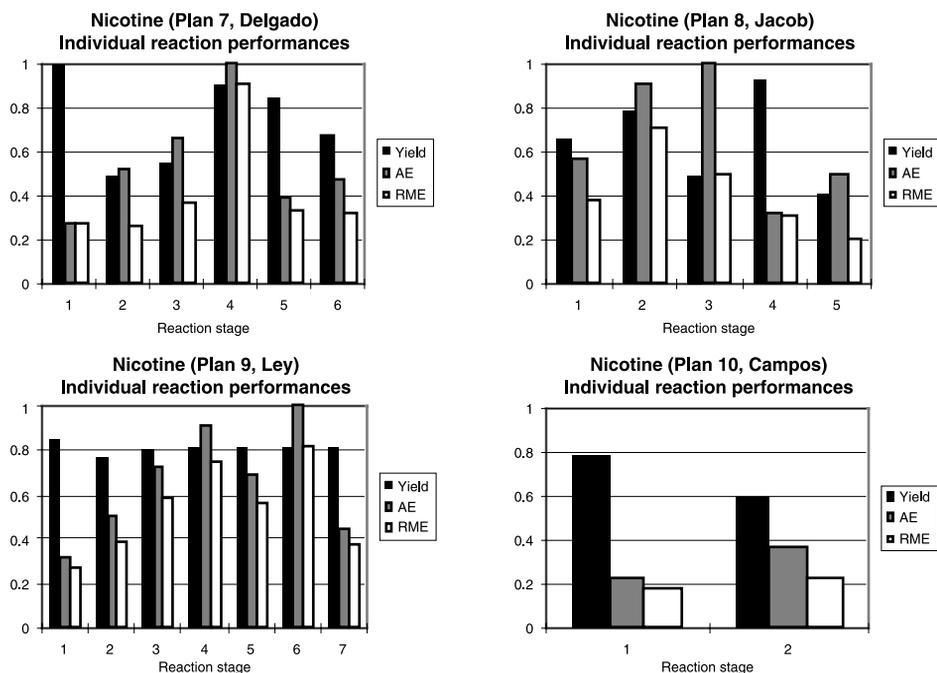 Nicotine (Plan 7, Delgado)
Individual reaction performances
1
0.8
0.6
0.4
0.2
0
1 2 3 4 5 6
Reaction stage
Yield
AE
RME
Nicotine (Plan 8, Jacob)
Individual reaction performances
1
0.8
0.6
0.4
0.2
0
1 2 3 4 5
Reaction stage
Yield
AE
RME
Nicotine (Plan 9, Ley)
Individual reaction performances
1
0.8
0.6
0.4
0.2
0
1 2 3 4 5 6 7
Reaction stage
Yield
AE
RME
Nicotine (Plan 10, Campos)
Individual reaction performances
1
0.8
0.6
0.4
0.2
0
1 2
Reaction stage
Yield
AE
RME